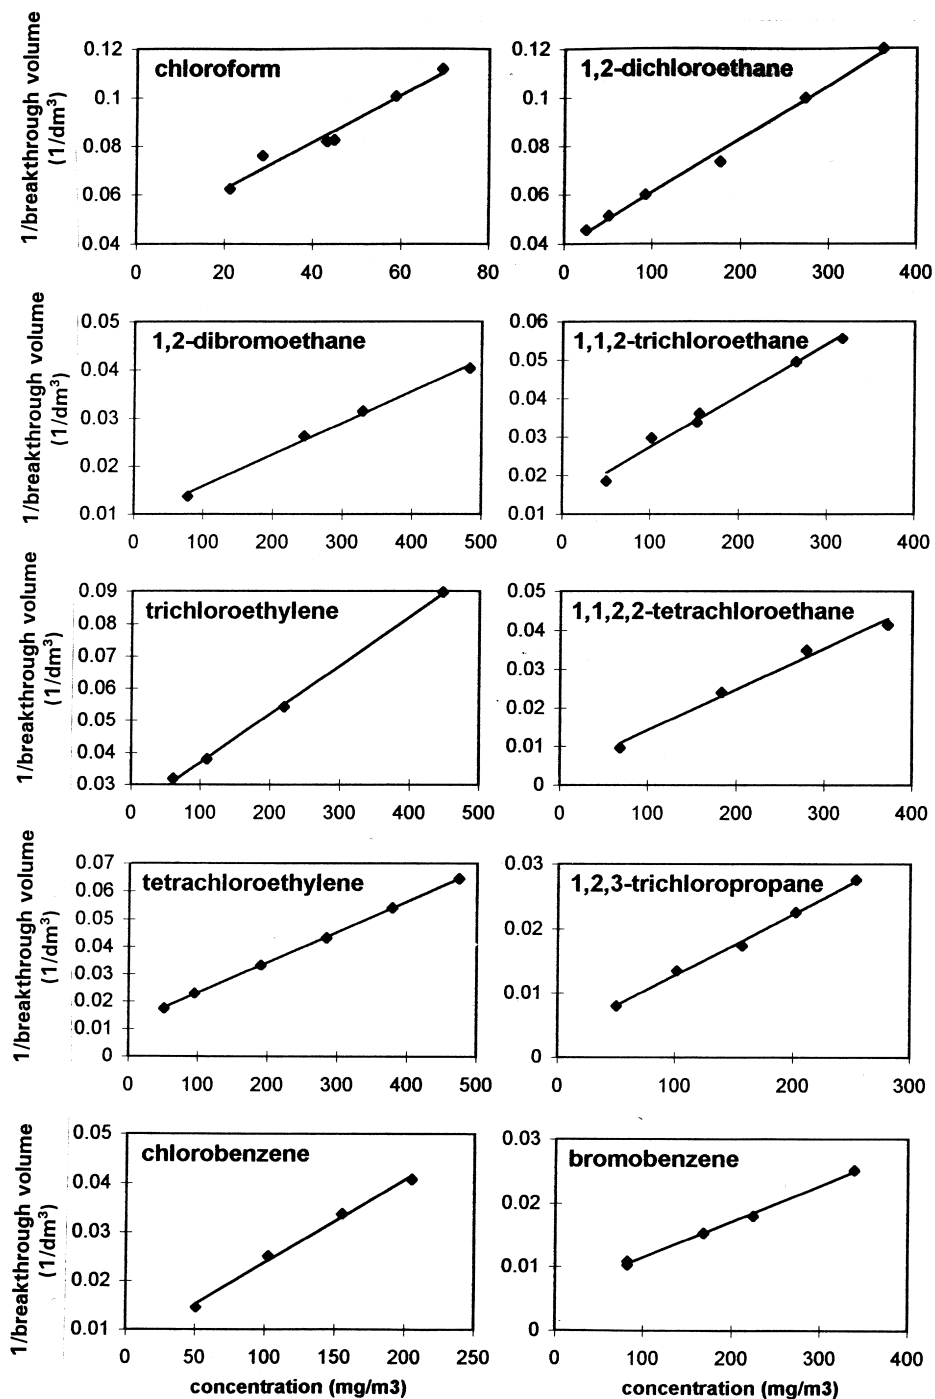 1/breakthrough volume
(1/dm³)
chloroform
0.12
0.1
0.08
0.06
0.04
0 20 40 60 80
1,2-dichloroethane
0.12
0.1
0.08
0.06
0.04
0 100 200 300 400
1/breakthrough volume
(1/dm³)
1,2-dibromoethane
0.05
0.04
0.03
0.02
0.01
0 100 200 300 400 500
1,1,2-trichloroethane
0.06
0.05
0.04
0.03
0.02
0.01
0 100 200 300 400
1/breakthrough volume
(1/dm³)
trichloroethylene
0.09
0.08
0.07
0.06
0.05
0.04
0.03
0 100 200 300 400 500
1,1,2,2-tetrachloroethane
0.05
0.04
0.03
0.02
0.01
0
0 100 200 300 400
1/breakthrough volume
(1/dm³)
tetrachloroethylene
0.07
0.06
0.05
0.04
0.03
0.02
0.01
0
0 100 200 300 400 500
1,2,3-trichloropropane
0.03
0.02
0.01
0
0 100 200 300
1/breakthrough volume
(1/dm³)
chlorobenzene
0.05
0.04
0.03
0.02
0.01
0 50 100 150 200 250
concentration (mg/m3)
bromobenzene
0.03
0.02
0.01
0
0 100 200 300 400
concentration (mg/m3)